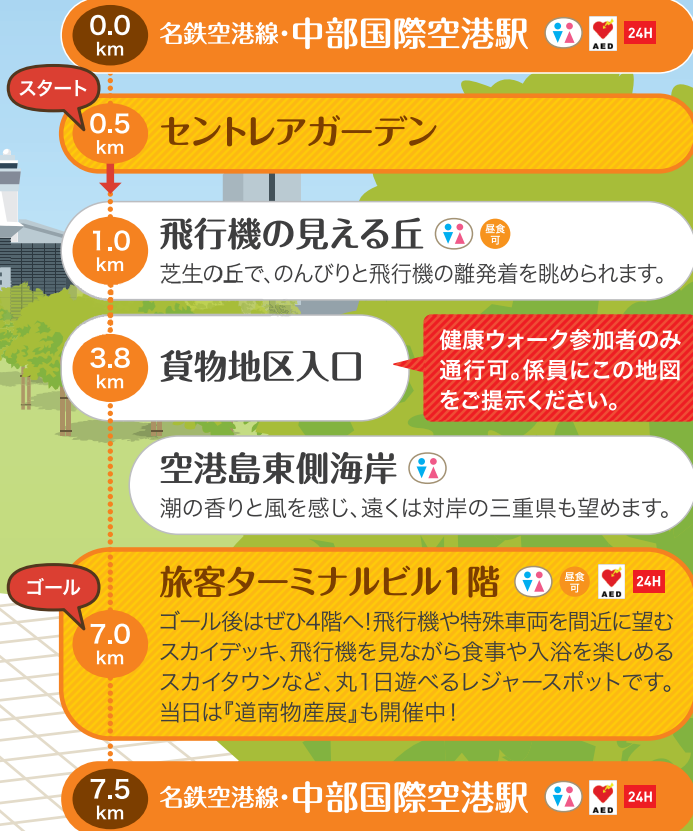 0.0
km
名鉄空港線・中部国際空港駅
AED
24H
スタート
0.5
km
セントレアガーデン
1.0
km
飛行機の見える丘
昼食
可
芝生の丘で、のんびりと飛行機の離発着を眺められます。
3.8
km
貨物地区入口
健康ウォーク参加者のみ
通行可。係員にこの地図
をご提示ください。
空港島東側海岸
潮の香りと風を感じ、遠くは対岸の三重県も望めます。
ゴール
7.0
km
旅客ターミナルビル1階
昼食
可
AED
24H
ゴール後はぜひ4階へ!飛行機や特殊車両を間近に望む
スカイデッキ、飛行機を見ながら食事や入浴を楽しめる
スカイタウンなど、丸1日遊べるレジャースポットです。
当日は『道南物産展』も開催中!
7.5
km
名鉄空港線・中部国際空港駅
AED
24H